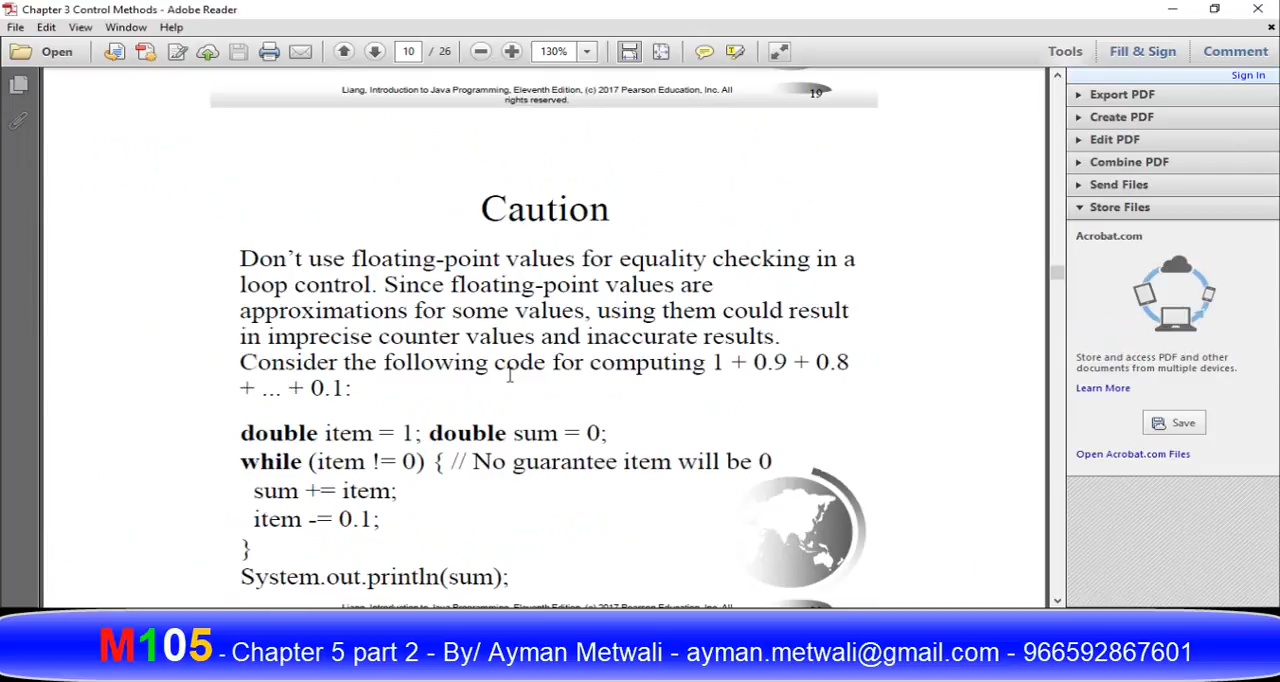 Chapter 3 Control Methods - Adobe Reader
File Edit View Window Help
Open 10 / 26 130% Tools Fill & Sign Comment
Sign In
Export PDF
Create PDF
Edit PDF
Combine PDF
Send Files
Store Files
Acrobat.com
Store and access PDF and other
documents from multiple devices.
Learn More
Save
Open Acrobat.com Files
Liang, Introduction to Java Programming, Eleventh Edition, (c) 2017 Pearson Education, Inc. All
rights reserved.
19
Caution
Don't use floating-point values for equality checking in a
loop control. Since floating-point values are
approximations for some values, using them could result
in imprecise counter values and inaccurate results.
Consider the following code for computing 1 + 0.9 + 0.8
+ ... + 0.1:
double item = 1; double sum = 0;
while (item != 0) { // No guarantee item will be 0
sum += item;
item -= 0.1;
}
System.out.println(sum);
Liang, Introduction to Java Programming, Eleventh Edition, (c) 2017 Pearson Education, Inc. All
M105 - Chapter 5 part 2 - By/ Ayman Metwali - ayman.metwali@gmail.com - 966592867601